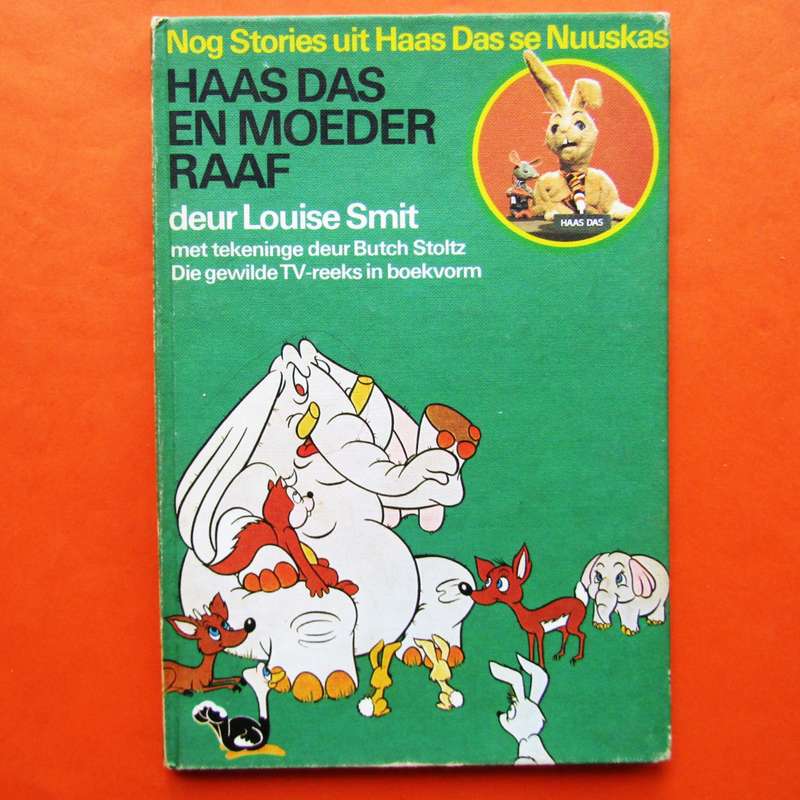 Nog Stories uit Haas Das se Nuuskas
HAAS DAS
EN MOEDER
RAAF
deur Louise Smit
met tekeninge deur Butch Stoltz
Die gewilde TV-reeks in boekvorm
HAAS DAS